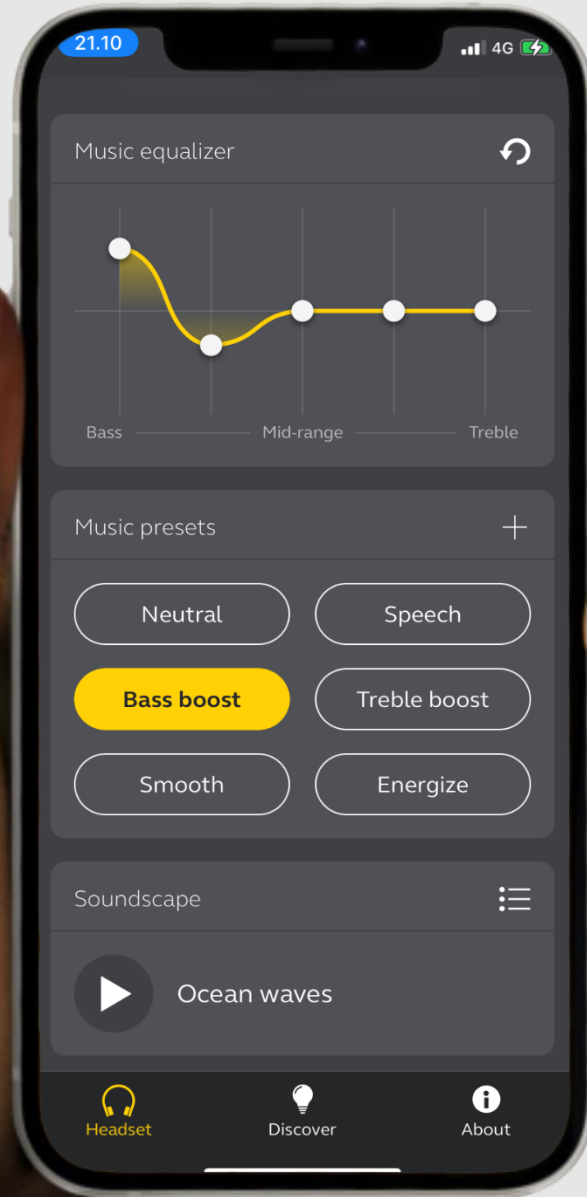 21.10
4G
Music equalizer
Bass
Mid-range
Treble
Music presets
Neutral
Speech
Bass boost
Treble boost
Smooth
Energize
Soundscape
Ocean waves
Headset
Discover
About